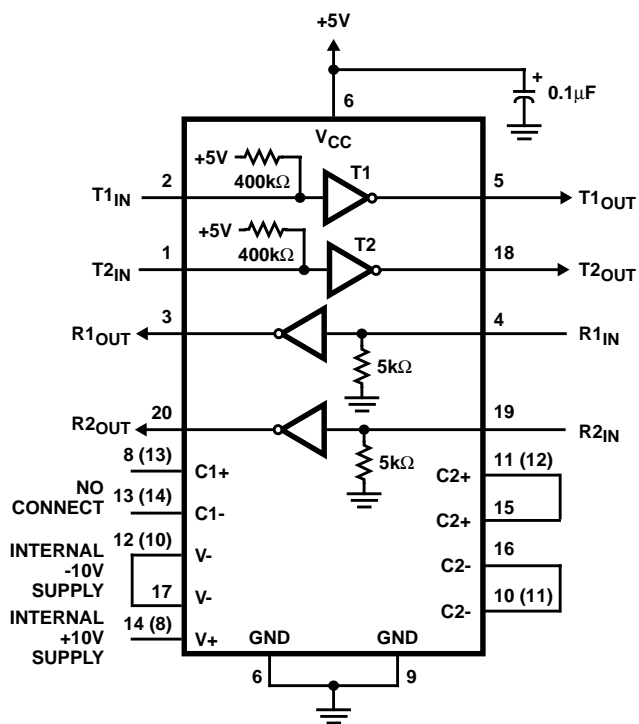 +5V
+
0.1μF
6
VCC
+5V
400kΩ
T1
2
5
T1IN
T1OUT
+5V
400kΩ
T2
1
18
T2IN
T2OUT
3
4
R1OUT
R1IN
5kΩ
20
19
R2OUT
R2IN
5kΩ
8 (13)
C1+
11 (12)
C2+
NO
CONNECT
13 (14)
C1-
15
C2+
12 (10)
INTERNAL
-10V
SUPPLY
V-
16
C2-
17
V-
10 (11)
C2-
INTERNAL
+10V
SUPPLY
14 (8)
V+
GND
GND
6
9